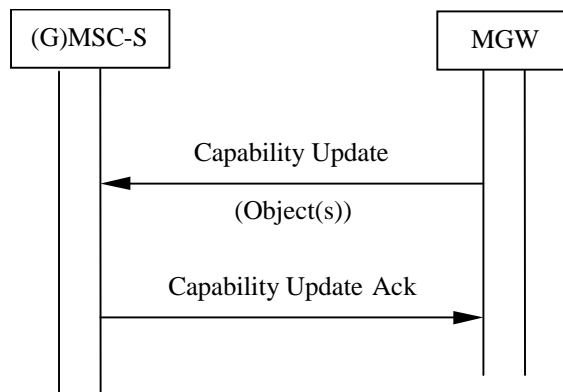 (G)MSC-S
MGW
Capability Update
(Object(s))
Capability Update Ack